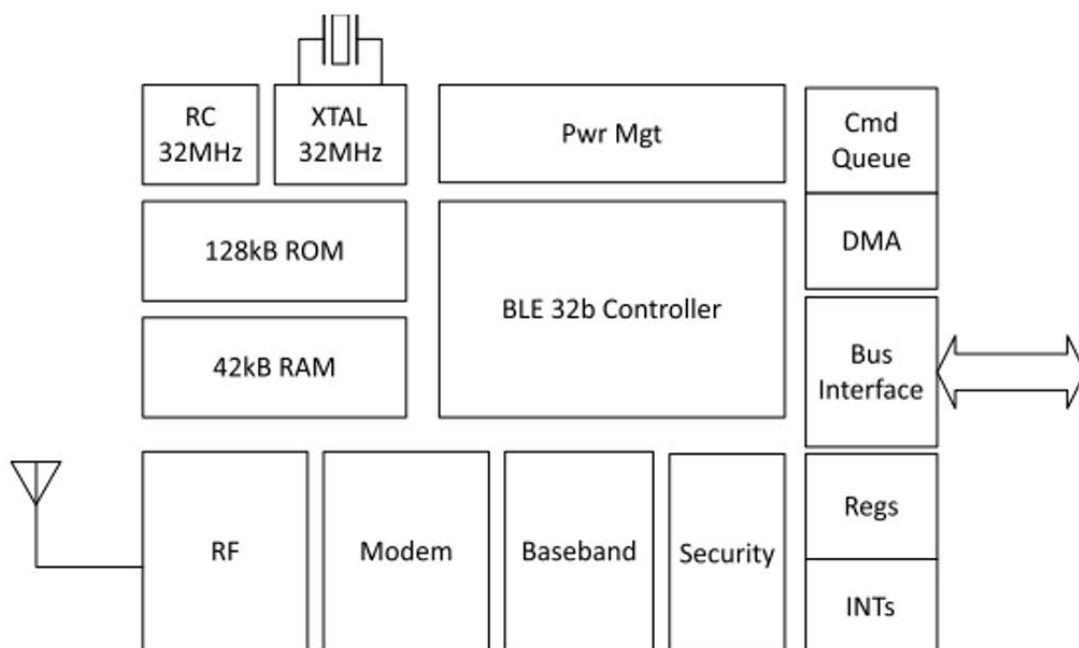 RC
32MHz
XTAL
32MHz
Pwr Mgt
Cmd
Queue
128kB ROM
DMA
BLE 32b Controller
42kB RAM
Bus
Interface
RF
Modem
Baseband
Security
Regs
INTs